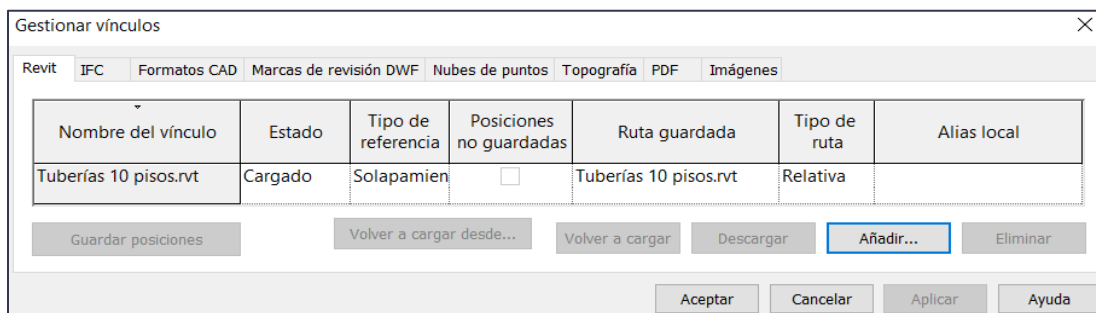 Gestionar vínculos
Revit IFC Formatos CAD Marcas de revisión DWF Nubes de puntos Topografía PDF Imágenes
Nombre del vínculo Estado Tipo de referencia Posiciones no guardadas Ruta guardada Tipo de ruta Alias local
Tuberías 10 pisos.rvt Cargado Solapamien Tuberías 10 pisos.rvt Relativa
Guardar posiciones Volver a cargar desde... Volver a cargar Descargar Añadir... Eliminar
Aceptar Cancelar Aplicar Ayuda